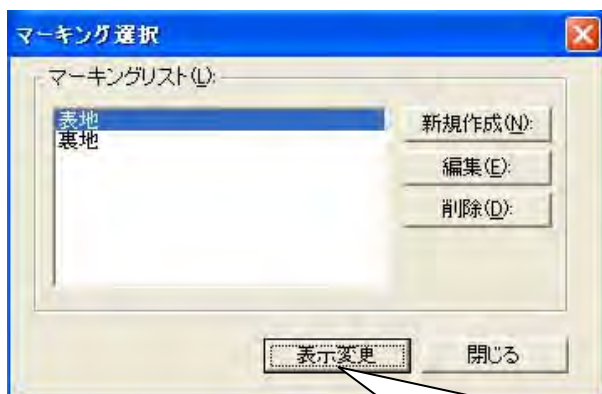 マーキング選択
マーキングリスト(L):
表地
裏地
新規作成(N):
編集(E):
削除(D):
表示変更
閉じる